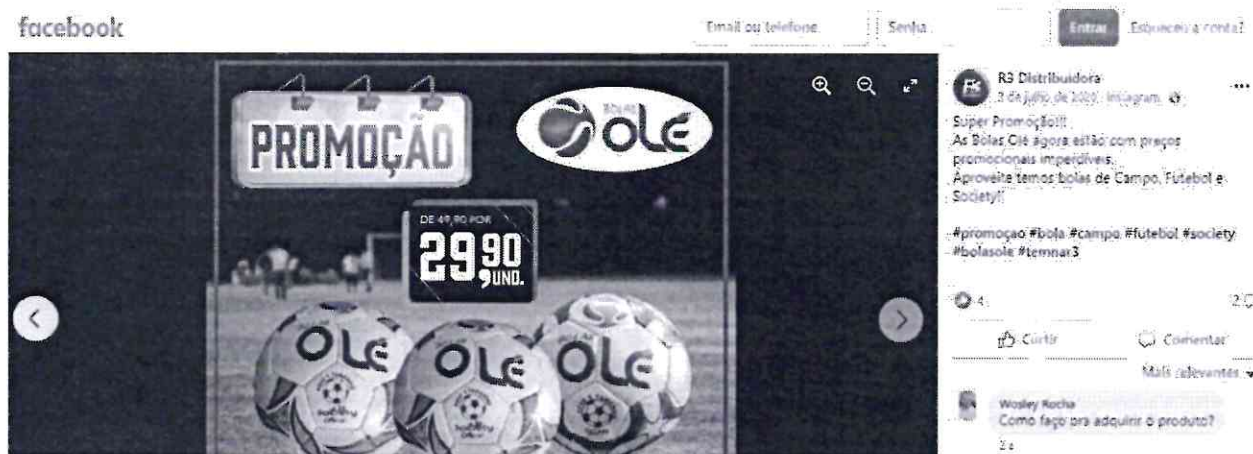 facebook
Email ou telefone
Senha
Entrar
Esqueceu a conta?
PROMOÇÃO
BOLAS
OLÉ
DE 49,90 POR
29,90
UND.
OLÉ
OLÉ
OLÉ
R3 Distribuidora
3 de julho de 2020 Instagram
Super Promoção!!!
As Bolas Olé agora estão com preços
promocionais imperdíveis.
Aproveite temos bolas de Campo, Futebol e
Society!!
#promoçao #bola #campo #futebol #society
#bolasole #temnar3
4
2
Curtir
Comentar
Mais relevantes
Wosley Rocha
Como faço pra adquirir o produto?